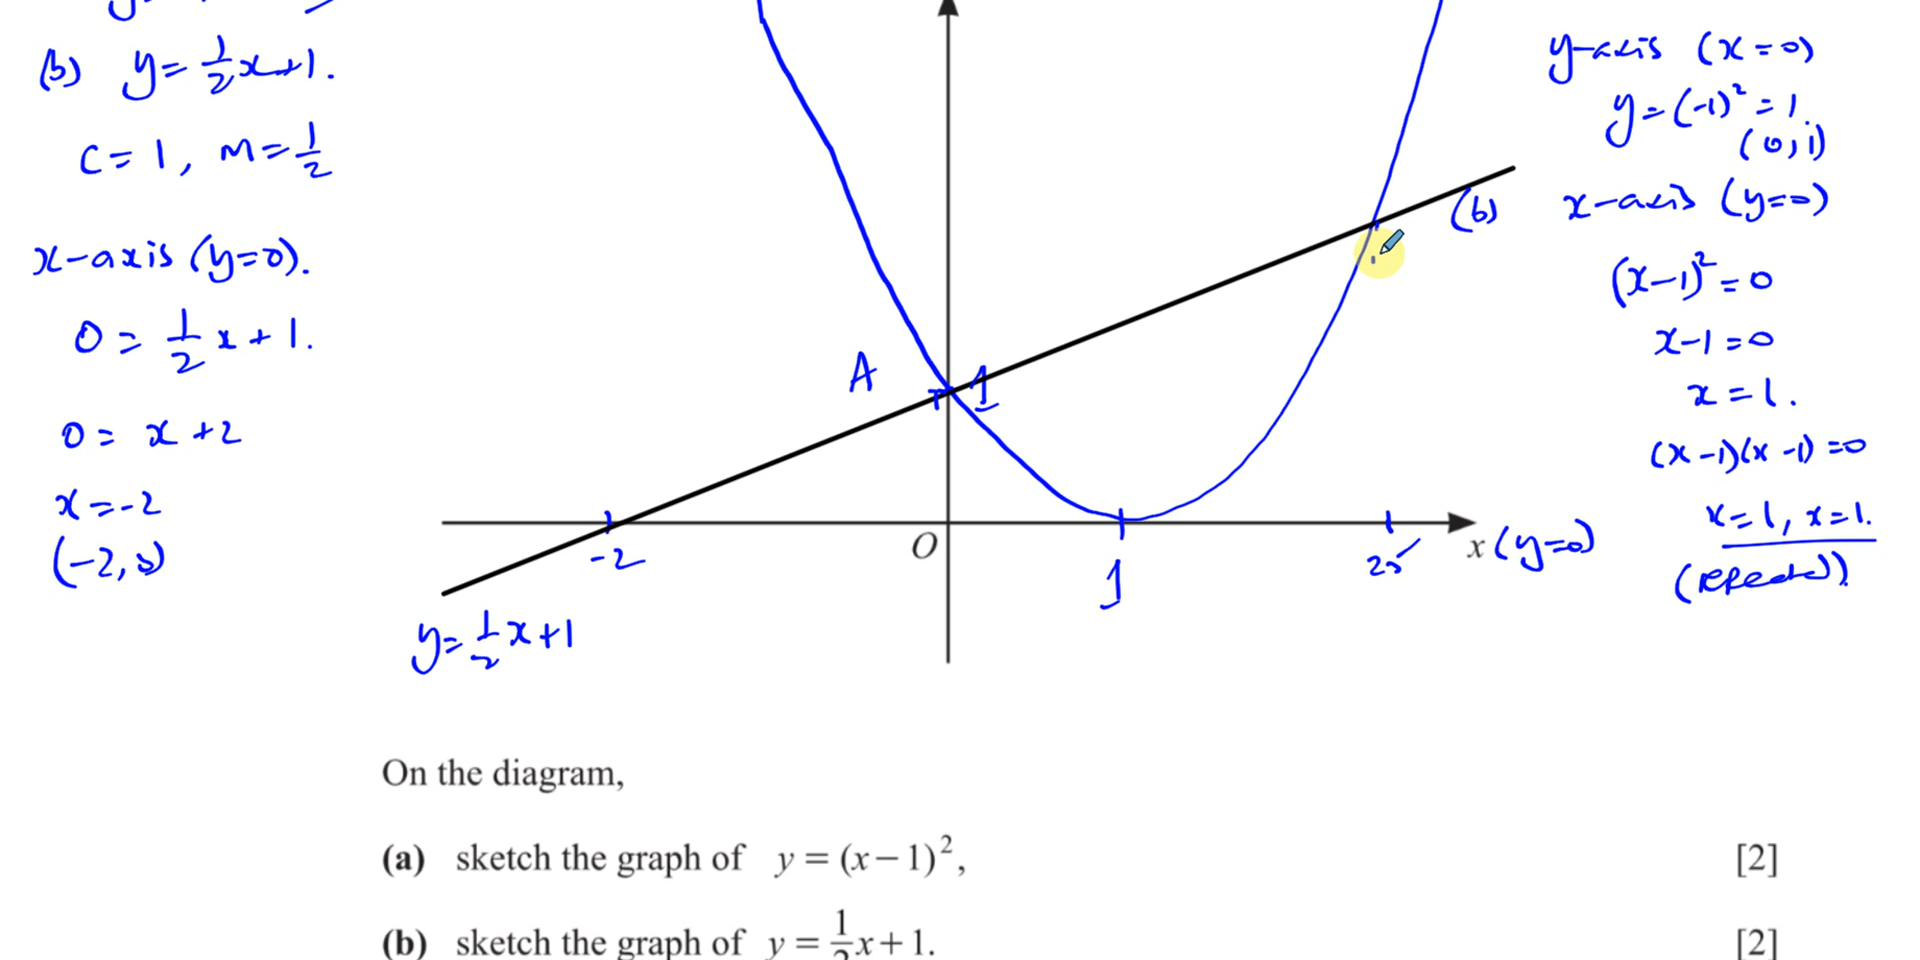 (b) y = 1/2 x + 1.
C = 1, m = 1/2
x-axis (y=0).
0 = 1/2 x + 1.
0 = x + 2
x = -2
(-2, 0)
A
1
(b)
-2
O
1
25
x (y=0)
y = 1/2 x + 1
y-axis (x=0)
y = (-1)² = 1.
(0, 1)
x-axis (y=0)
(x-1)² = 0
x-1 = 0
x = 1.
(x-1)(x-1) = 0
x = 1, x = 1.
(repeated).
On the diagram,
(a) sketch the graph of y = (x − 1)², [2]
(b) sketch the graph of y = 1/2 x + 1. [2]